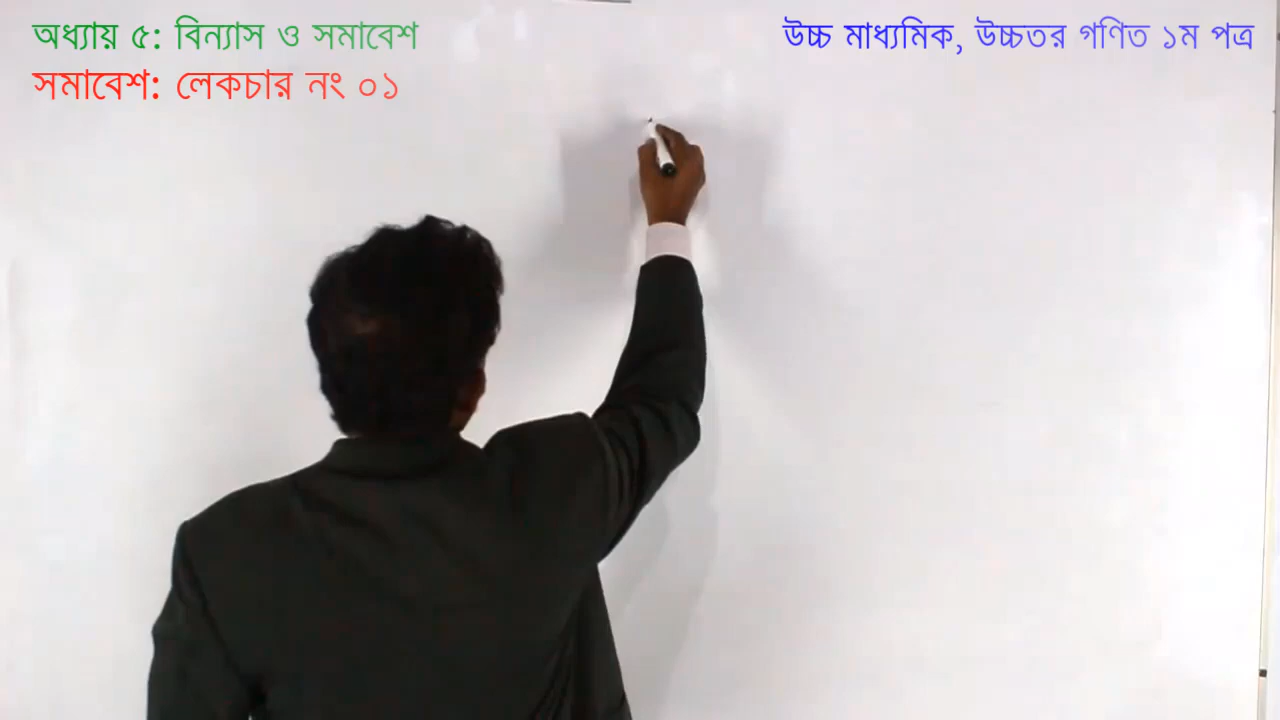 অধ্যায় ৫: বিন্যাস ও সমাবেশ
উচ্চ মাধ্যমিক, উচ্চতর গণিত ১ম পত্র
সমাবেশ: লেকচার নং ০১